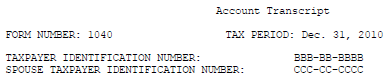 Account Transcript
FORM NUMBER: 1040 TAX PERIOD: Dec. 31, 2010
TAXPAYER IDENTIFICATION NUMBER: BBB-BB-BBBB
SPOUSE TAXPAYER IDENTIFICATION NUMBER: CCC-CC-CCCC